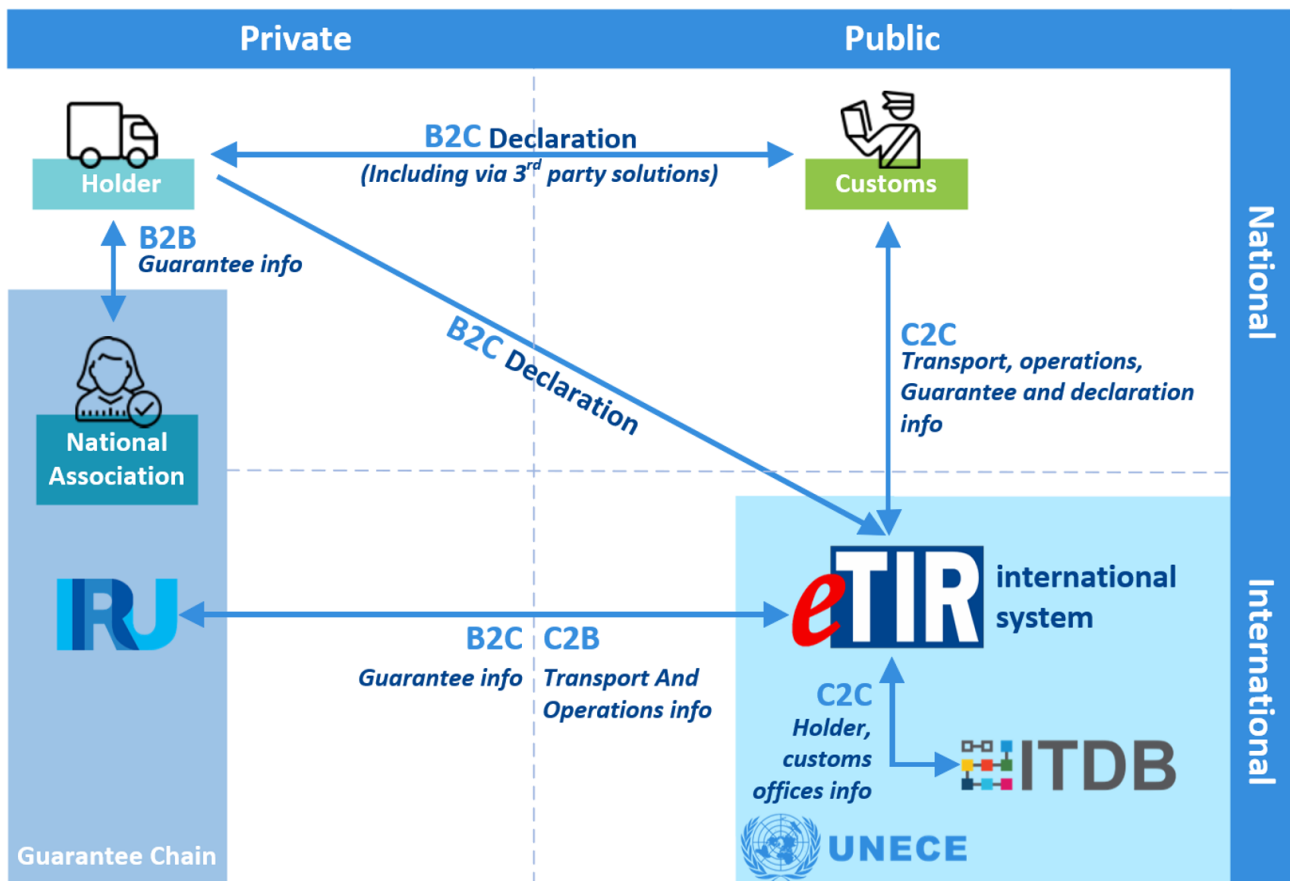 Private
Public
National
International
B2C Declaration
(Including via 3rd party solutions)
Holder
Customs
B2B
Guarantee info
B2C Declaration
C2C
Transport, operations,
Guarantee and declaration
info
National
Association
IRU
eTIR
international
system
B2C
C2B
Guarantee info
Transport And
Operations info
C2C
Holder,
customs
offices info
ITDB
UNECE
Guarantee Chain